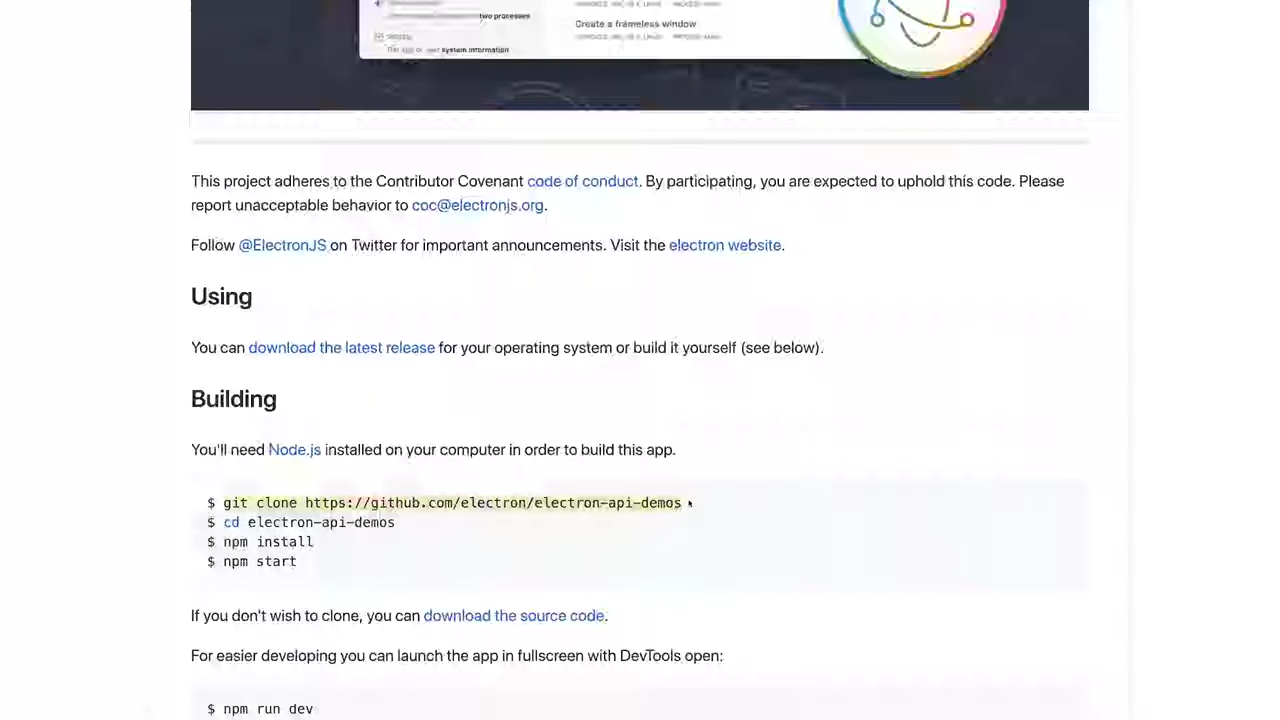 two processes
Create a frameless window
system information
This project adheres to the Contributor Covenant code of conduct. By participating, you are expected to uphold this code. Please
report unacceptable behavior to coc@electronjs.org.
Follow @ElectronJS on Twitter for important announcements. Visit the electron website.
Using
You can download the latest release for your operating system or build it yourself (see below).
Building
You'll need Node.js installed on your computer in order to build this app.
$ git clone https://github.com/electron/electron-api-demos
$ cd electron-api-demos
$ npm install
$ npm start
If you don't wish to clone, you can download the source code.
For easier developing you can launch the app in fullscreen with DevTools open:
$ npm run dev